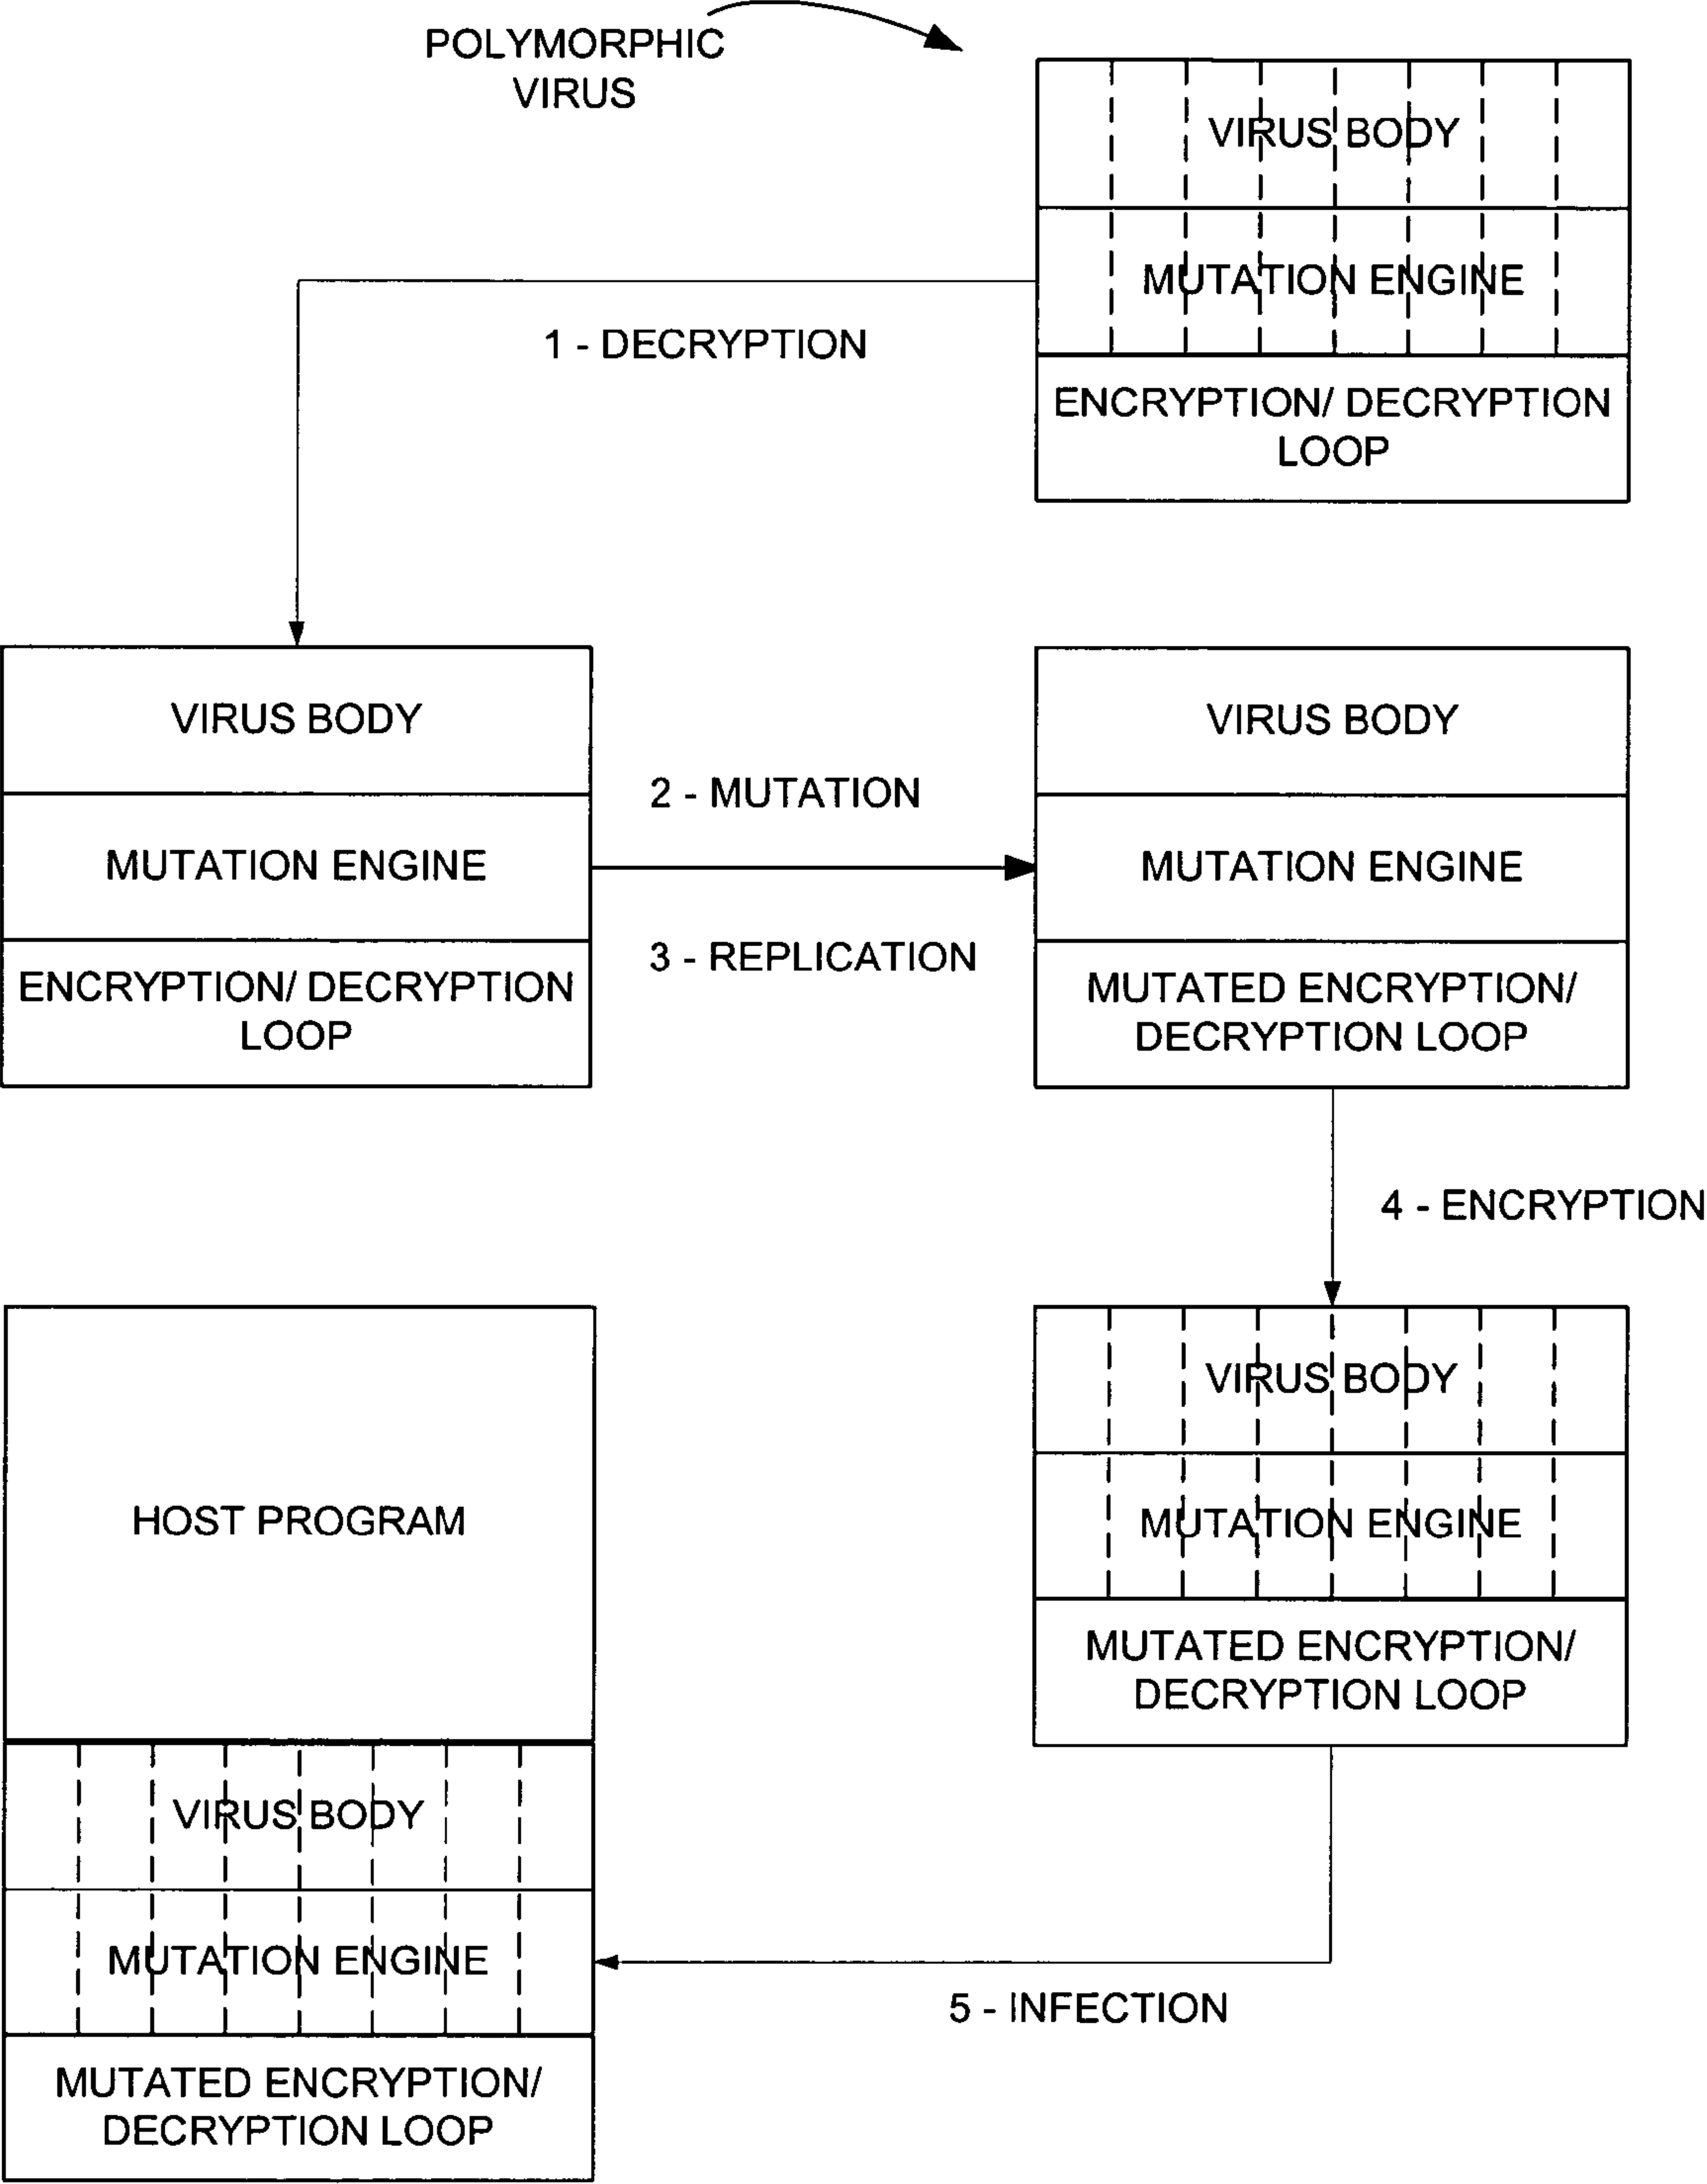 POLYMORPHIC
VIRUS
VIRUS BODY
MUTATION ENGINE
ENCRYPTION/ DECRYPTION
LOOP
1 - DECRYPTION
VIRUS BODY
MUTATION ENGINE
ENCRYPTION/ DECRYPTION
LOOP
2 - MUTATION
3 - REPLICATION
VIRUS BODY
MUTATION ENGINE
MUTATED ENCRYPTION/
DECRYPTION LOOP
4 - ENCRYPTION
VIRUS BODY
MUTATION ENGINE
MUTATED ENCRYPTION/
DECRYPTION LOOP
5 - INFECTION
HOST PROGRAM
VIRUS BODY
MUTATION ENGINE
MUTATED ENCRYPTION/
DECRYPTION LOOP